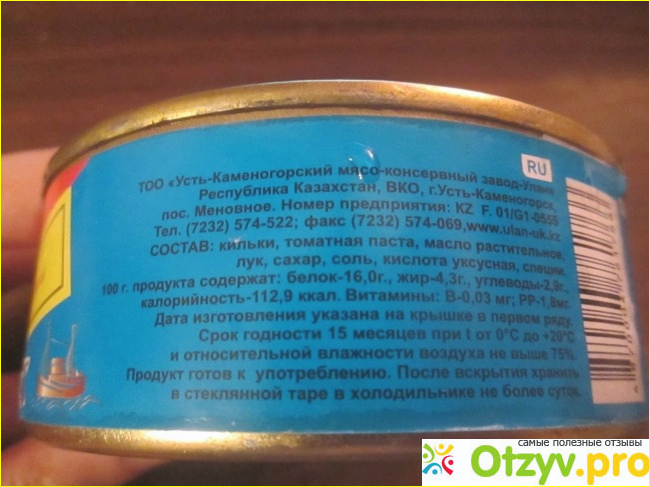 RU
ТОО «Усть-Каменогорский мясо-консервный завод-Улан»
Республика Казахстан, ВКО, г.Усть-Каменогорск,
пос. Меновное. Номер предприятия: KZ F. 01/G1-0555
Тел. (7232) 574-522; факс (7232) 574-069,www.ulan-uk.kz
СОСТАВ: кильки, томатная паста, масло растительное,
лук, сахар, соль, кислота уксусная, специи.
100 г. продукта содержат: белок-16,0г., жир-4,3г., углеводы-2,9г.,
калорийность-112,9 ккал. Витамины: В-0,03 мг; РР-1,8мг.
Дата изготовления указана на крышке в первом ряду.
Срок годности 15 месяцев при t от 0°С до +20°С
и относительной влажности воздуха не выше 75%.
Продукт готов к употреблению. После вскрытия хранить
в стеклянной таре в холодильнике не более суток.
самые полезные отзывы
Otzyv.pro